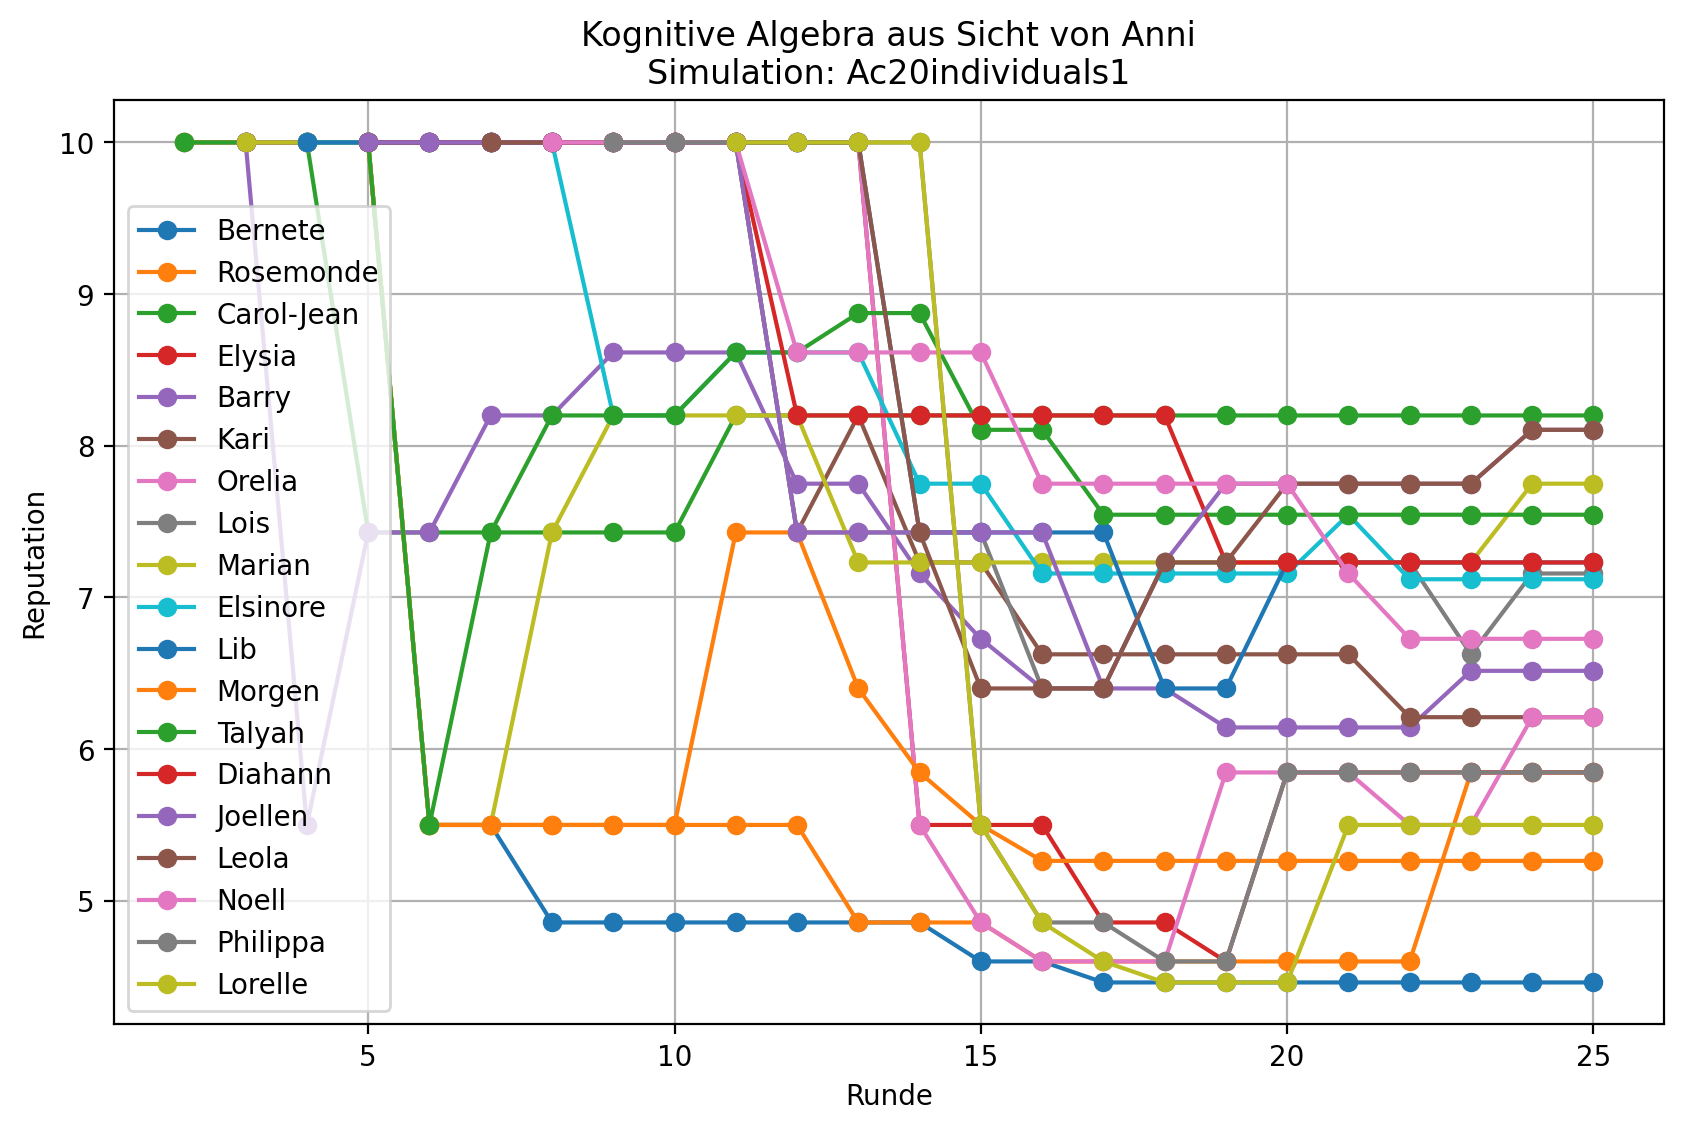 Kognitive Algebra aus Sicht von Anni
Simulation: Ac20individuals1
Reputation
10
9
8
7
6
5
Bernete
Rosemonde
Carol-Jean
Elysia
Barry
Kari
Orelia
Lois
Marian
Elsinore
Lib
Morgen
Talyah
Diahann
Joellen
Leola
Noell
Philippa
Lorelle
5
10
15
20
25
Runde